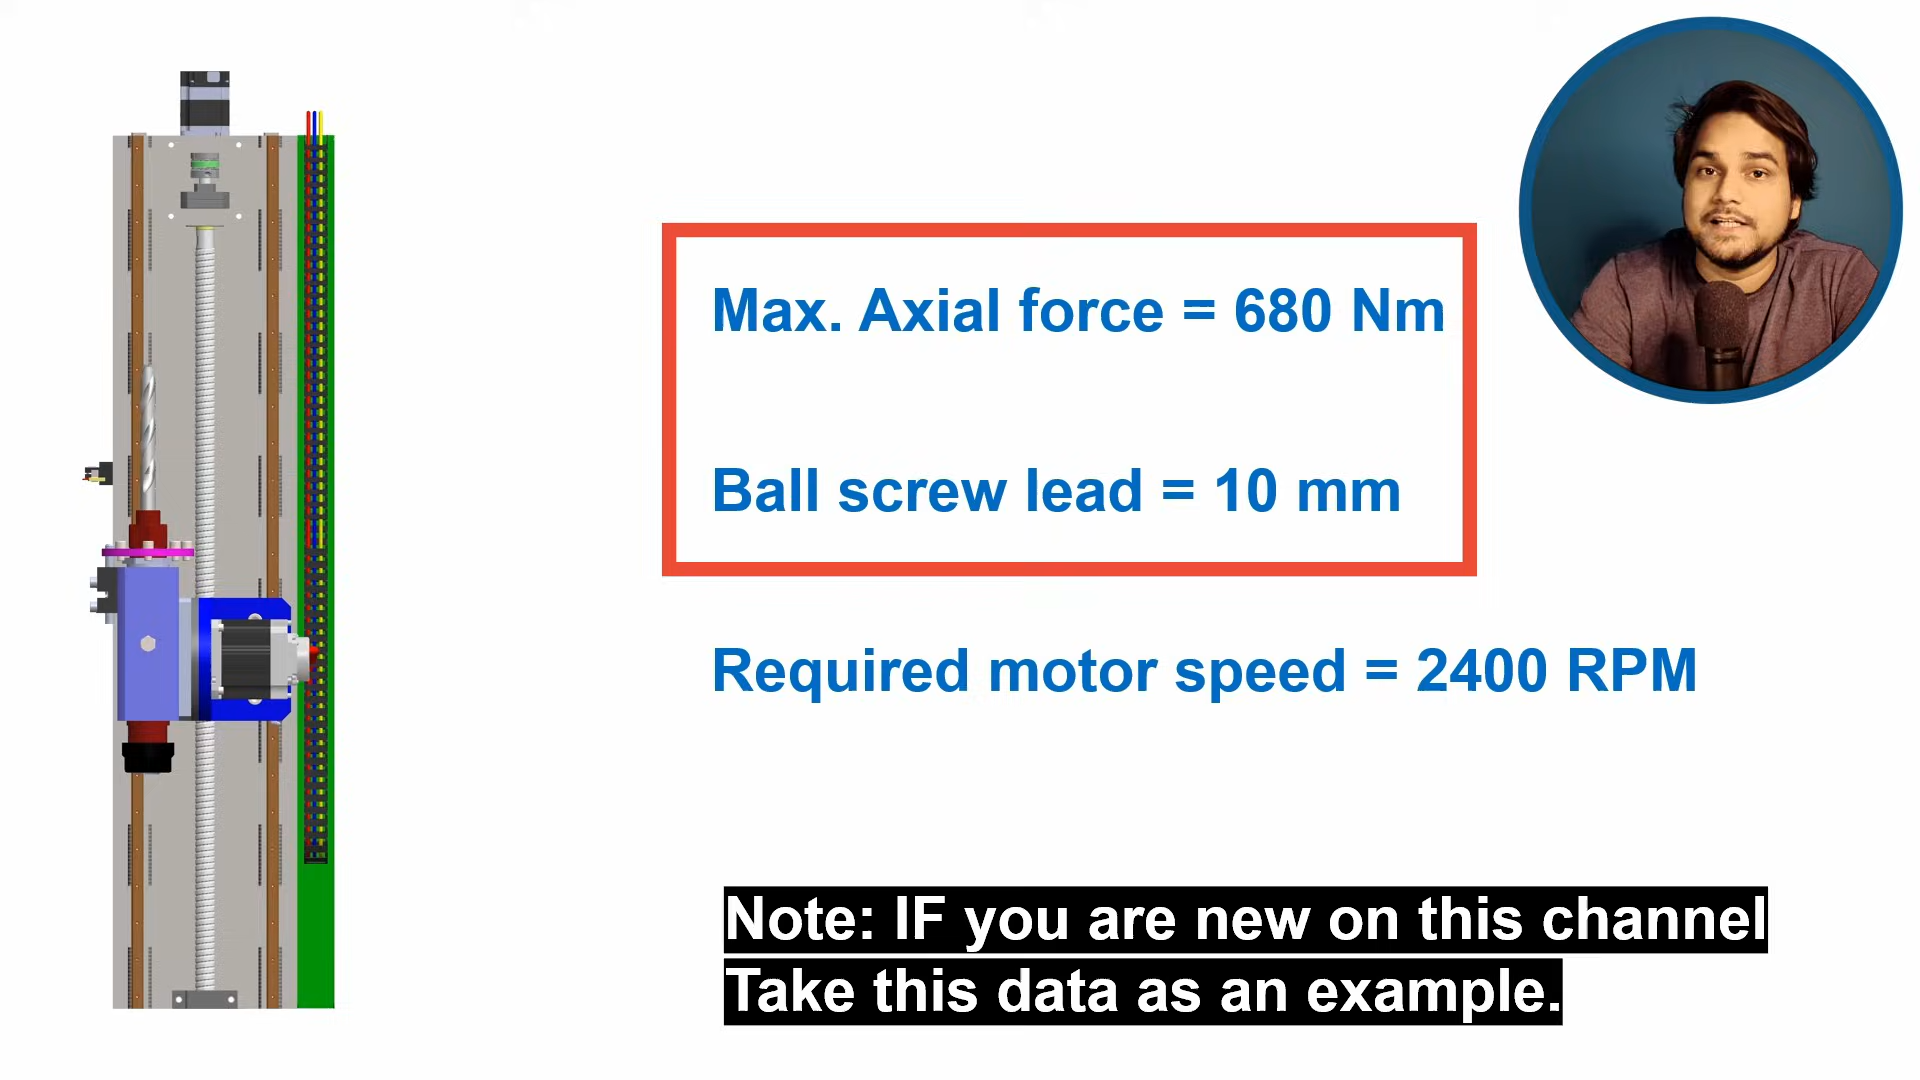 Max. Axial force = 680 Nm
Ball screw lead = 10 mm
Required motor speed = 2400 RPM
Note: IF you are new on this channel
Take this data as an example.